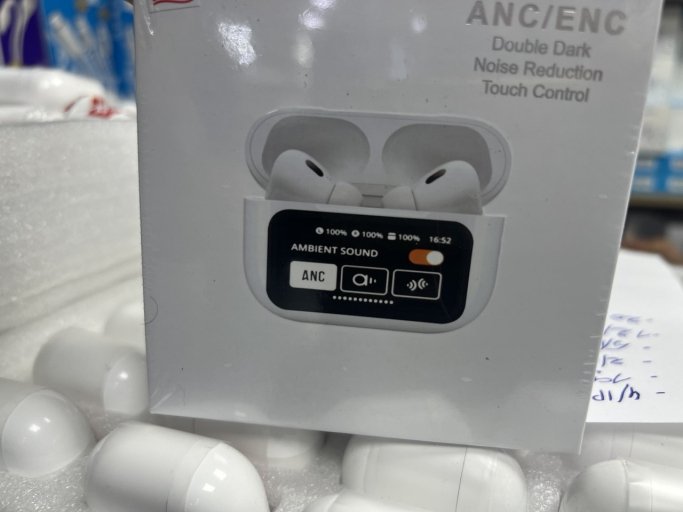 ANC/ENC
Double Dark
Noise Reduction
Touch Control
100% 100% 100% 16:52
AMBIENT SOUND
ANC